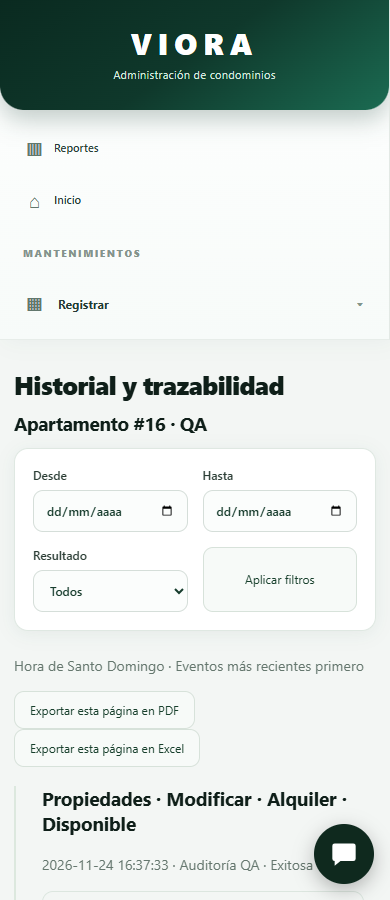 VIORA
Administración de condominios
Reportes
Inicio
MANTENIMIENTOS
Registrar
Historial y trazabilidad
Apartamento #16 · QA
Desde
Hasta
dd/mm/aaaa
dd/mm/aaaa
Resultado
Todos
Aplicar filtros
Hora de Santo Domingo · Eventos más recientes primero
Exportar esta página en PDF
Exportar esta página en Excel
Propiedades · Modificar · Alquiler ·
Disponible
2026-11-24 16:37:33 · Auditoría QA · Exitosa